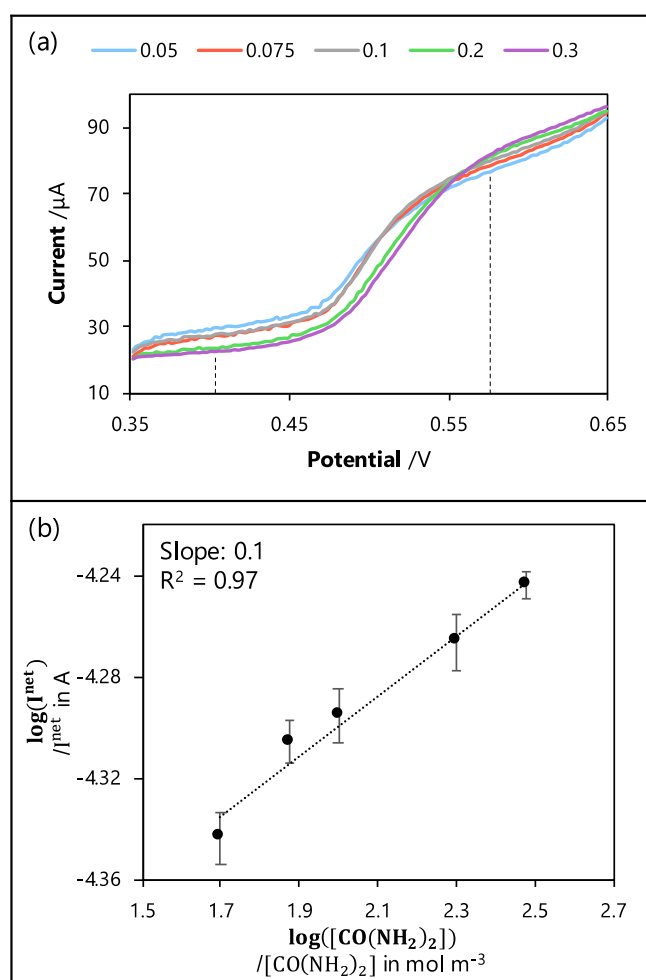 (a)
0.05 0.075 0.1 0.2 0.3
90
70
50
30
10
Current /μA
0.35 0.45 0.55 0.65
Potential /V
(b)
Slope: 0.1
R² = 0.97
-4.24
-4.28
-4.32
-4.36
log(Iⁿᵉᵗ)
/Iⁿᵉᵗ in A
1.5 1.7 1.9 2.1 2.3 2.5 2.7
log([CO(NH₂)₂])
/[CO(NH₂)₂] in mol m⁻³